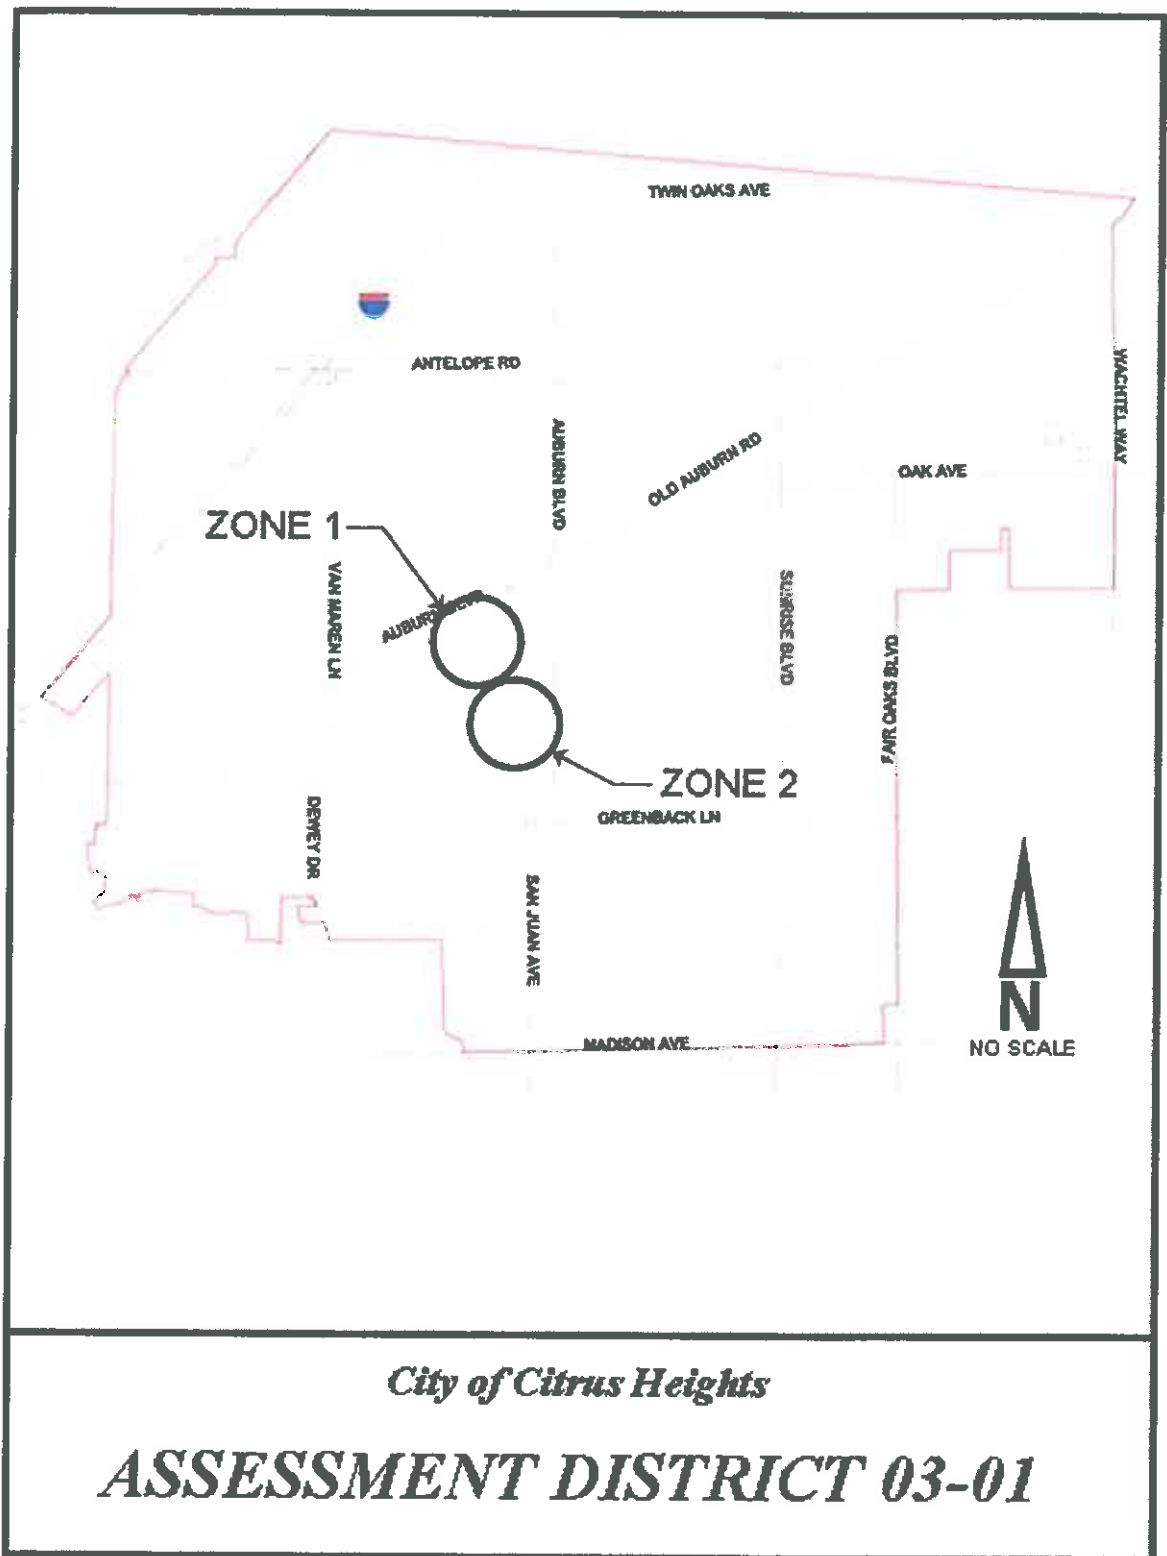 TWIN OAKS AVE
ANTELOPE RD
WACHTEL WAY
AUBURN BLVD
OLD AUBURN RD
OAK AVE
ZONE 1
VAN MAREN LN
AUBURN BLVD
SUNRISE BLVD
FAIR OAKS BLVD
ZONE 2
GREENBACK LN
DEWEY DR
SAN JUAN AVE
N
NO SCALE
MADISON AVE
City of Citrus Heights
ASSESSMENT DISTRICT 03-01